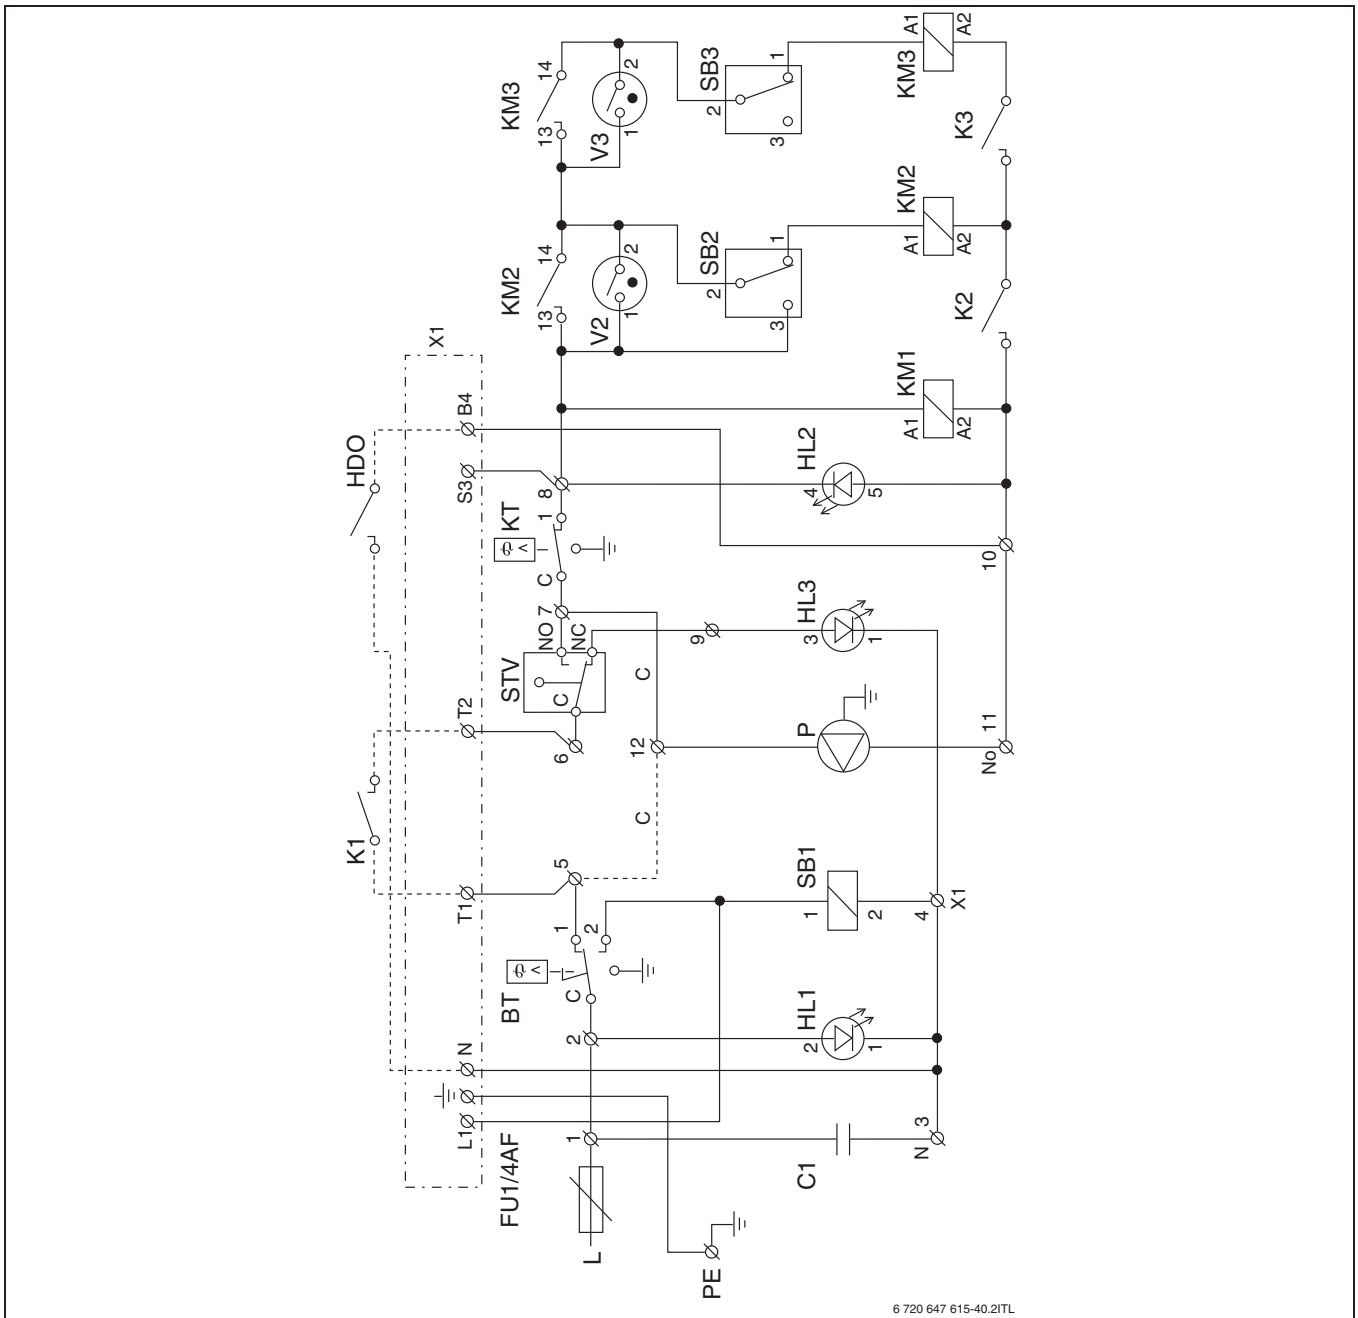 KM3
13
14
V3
1
2
SB3
1
2
3
KM3
A1
A2
K3
KM2
13
14
V2
1
2
SB2
1
2
3
KM2
A1
A2
K2
X1
HDO
B4
S3
KM1
A1
A2
8
HL2
4
5
KT
1
C
ϑ
<
10
7
NO
NC
STV
C
9
HL3
3
1
C
T2
6
12
P
No
11
K1
C
T1
5
SB1
1
2
4
X1
BT
1
2
C
ϑ
<
2
HL1
2
1
N
L1
FU1/4AF
1
C1
N
3
L
PE
6 720 647 615-40.2ITL